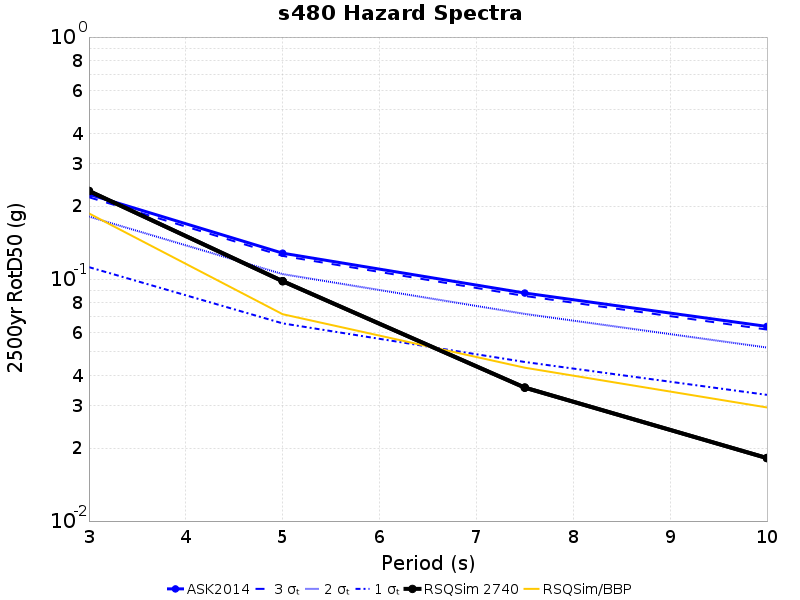 s480 Hazard Spectra
2500yr RotD50 (g)
10^0
8
6
4
3
2
10^-1
8
6
4
3
2
10^-2
3 4 5 6 7 8 9 10
Period (s)
ASK2014 3 σₜ 2 σₜ 1 σₜ RSQSim 2740 RSQSim/BBP